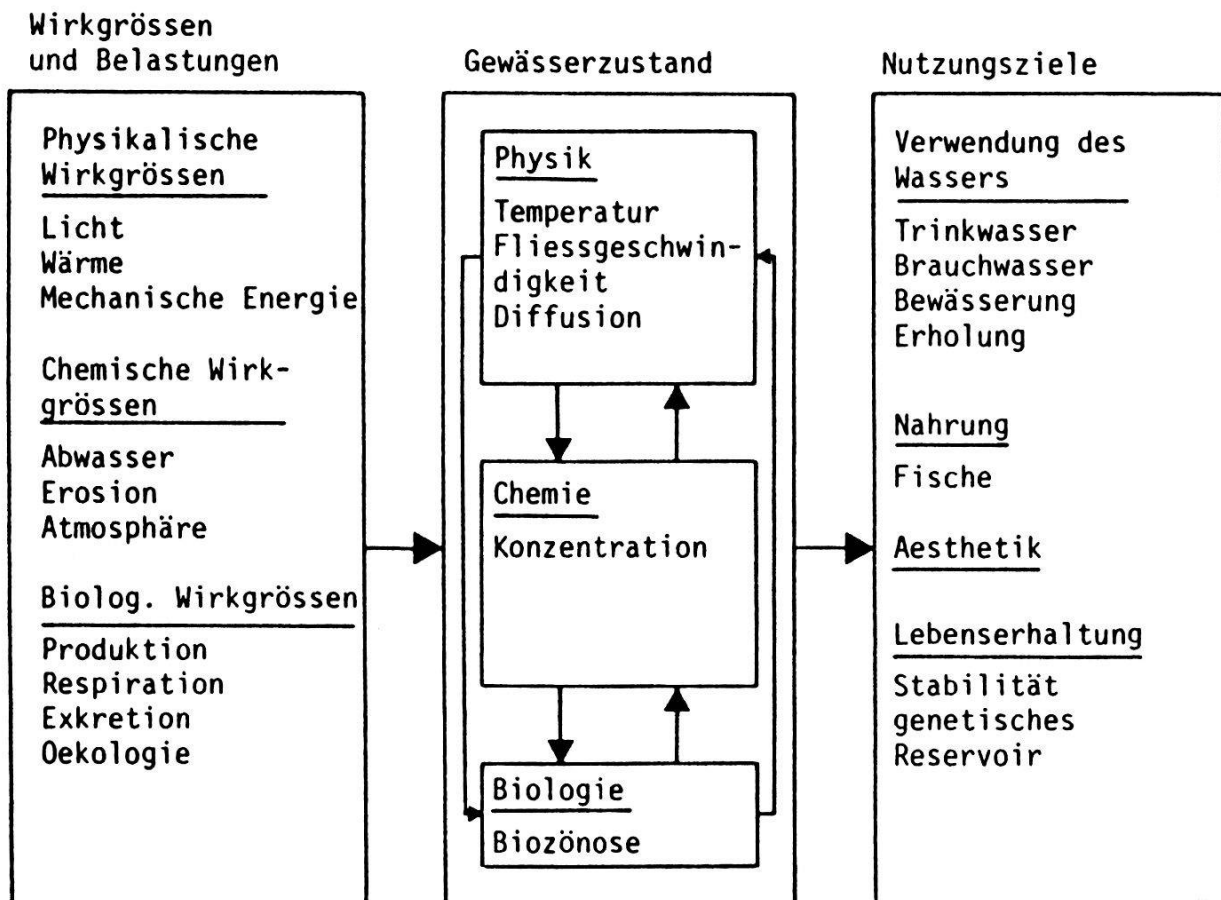 Wirkgrössen
und Belastungen
Physikalische
Wirkgrössen
Licht
Wärme
Mechanische Energie
Chemische Wirk-
grössen
Abwasser
Erosion
Atmosphäre
Biolog. Wirkgrössen
Produktion
Respiration
Exkretion
Oekologie
Gewässerzustand
Physik
Temperatur
Fliessgeschwin-
digkeit
Diffusion
Chemie
Konzentration
Biologie
Biozönose
Nutzungsziele
Verwendung des
Wassers
Trinkwasser
Brauchwasser
Bewässerung
Erholung
Nahrung
Fische
Aesthetik
Lebenserhaltung
Stabilität
genetisches
Reservoir